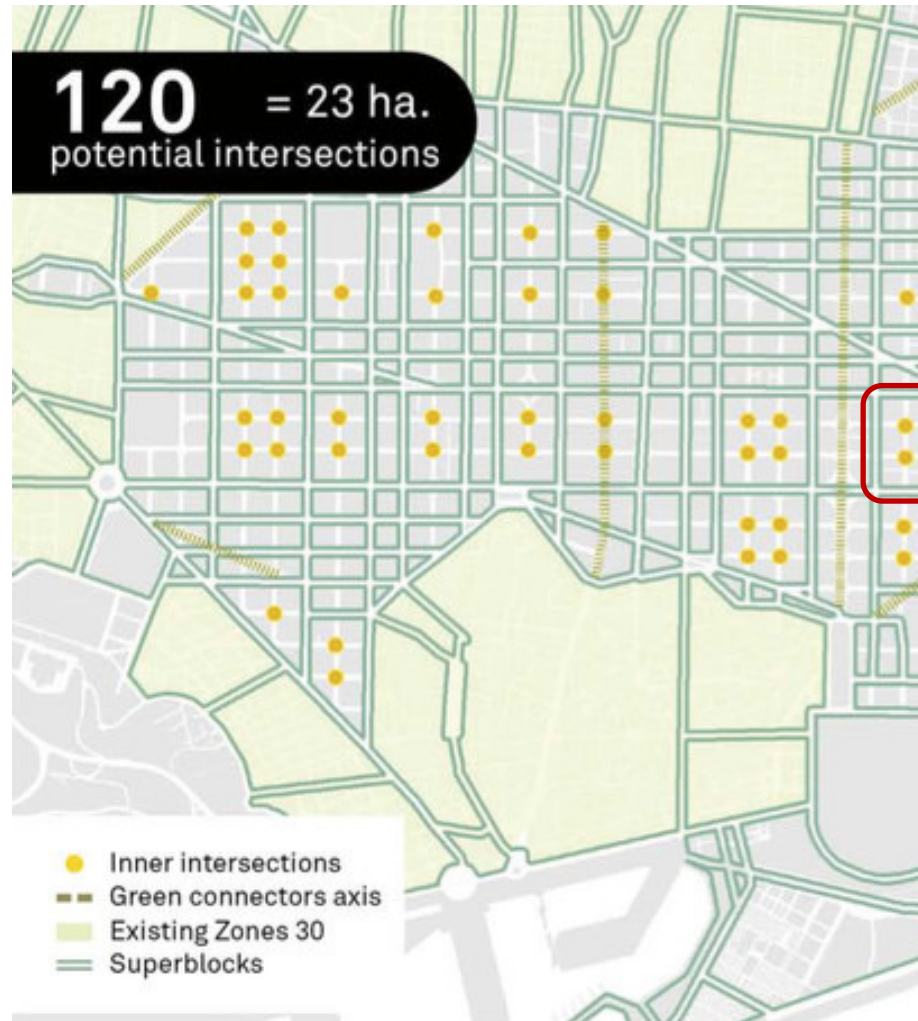 120 = 23 ha.
potential intersections
Inner intersections
Green connectors axis
Existing Zones 30
Superblocks